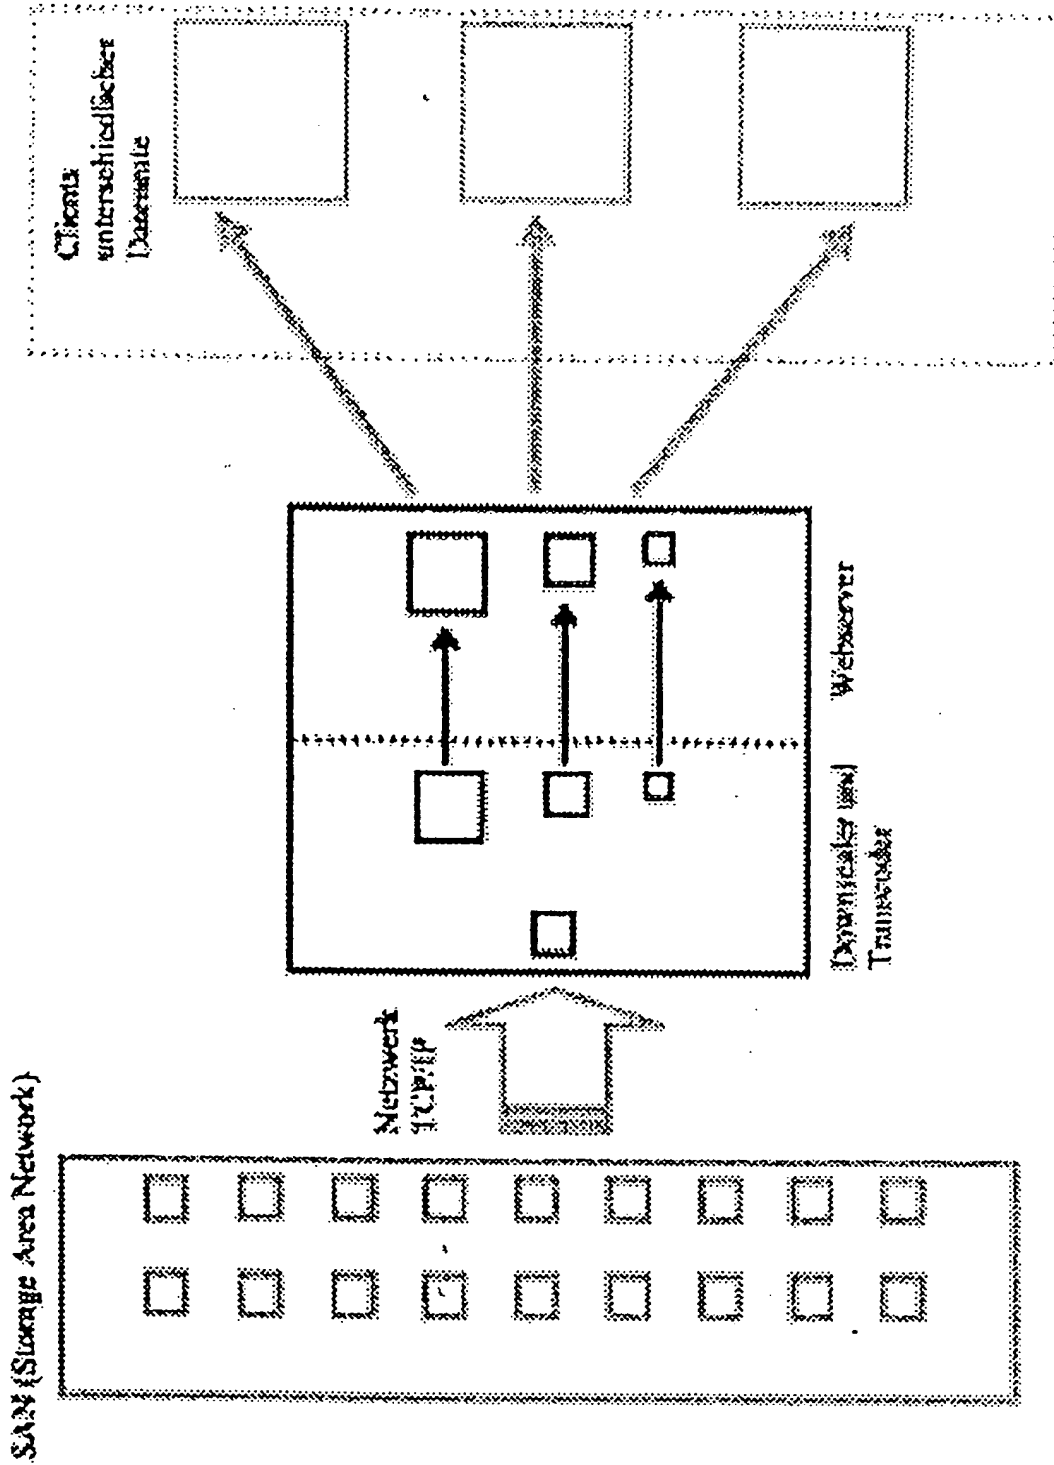 SAN (Storage Area Network)
Netzwerk
TCP/IP
Downscaler und
Transcoder
Webserver
Clients
unterschiedlicher
Datenrate